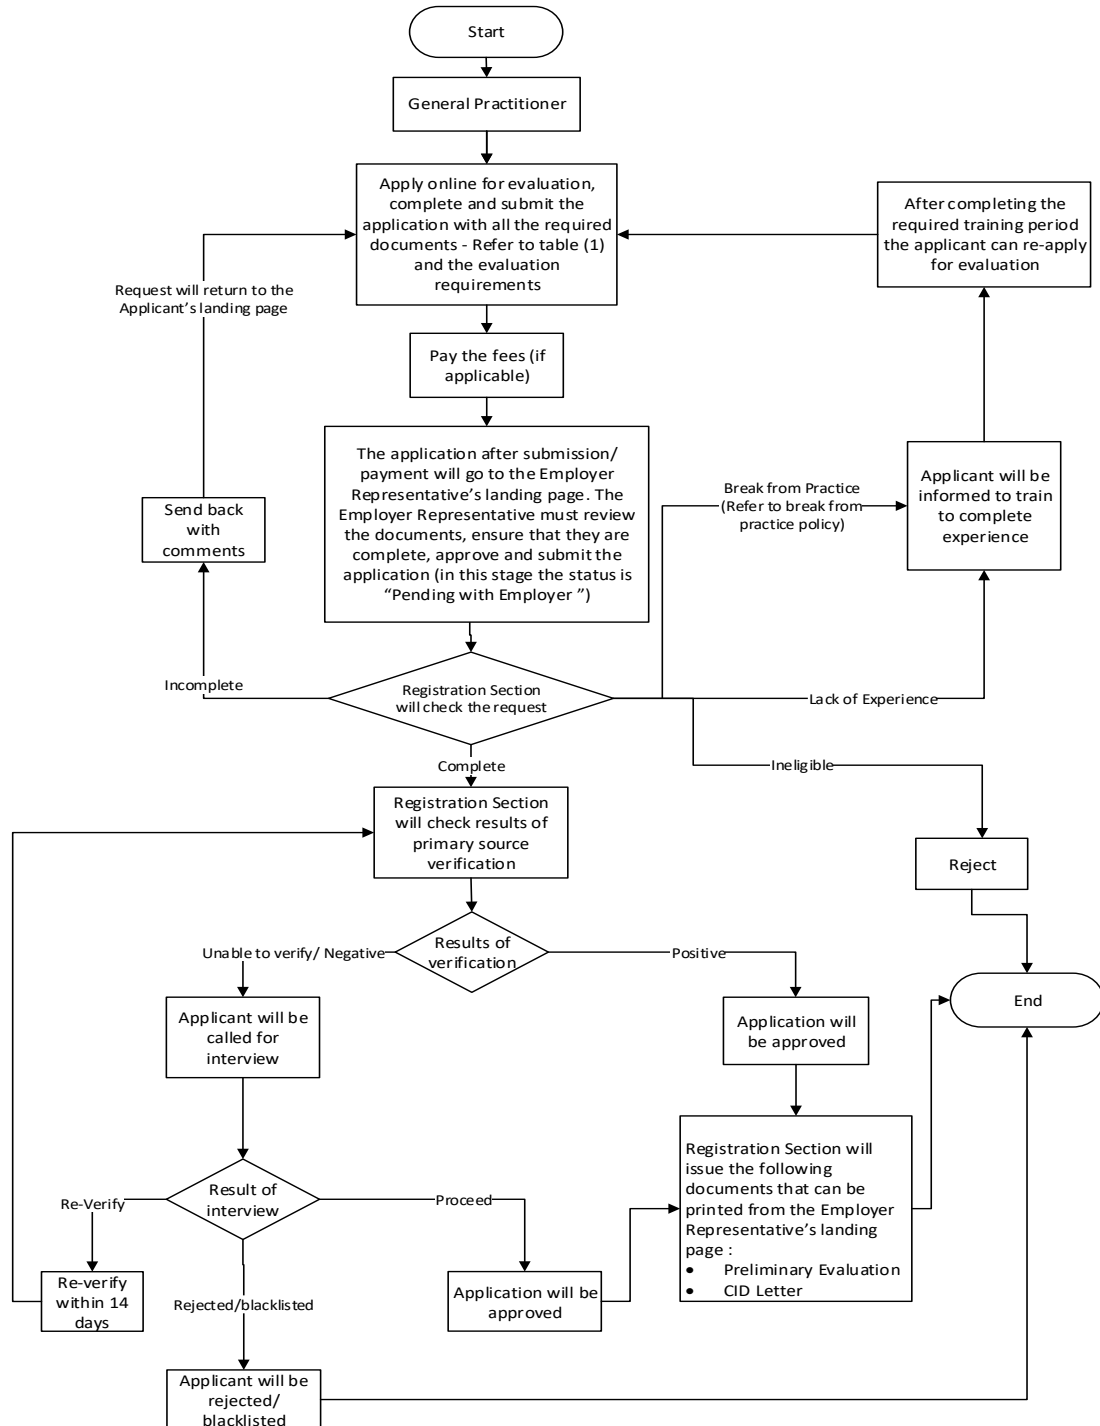 Start
General Practitioner
Apply online for evaluation,
complete and submit the
application with all the required
documents - Refer to table (1)
and the evaluation
requirements
After completing the
required training period
the applicant can re-apply
for evaluation
Request will return to the
Applicant's landing page
Pay the fees (if
applicable)
The application after submission/
payment will go to the Employer
Representative's landing page. The
Employer Representative must review
the documents, ensure that they are
complete, approve and submit the
application (in this stage the status is
"Pending with Employer ")
Break from Practice
(Refer to break from
practice policy)
Applicant will be
informed to train
to complete
experience
Send back
with
comments
Incomplete
Registration Section
will check the request
Lack of Experience
Complete
Ineligible
Registration Section
will check results of
primary source
verification
Reject
Unable to verify/ Negative
Results of
verification
Positive
End
Applicant will be
called for
interview
Application will
be approved
Registration Section will
issue the following
documents that can be
printed from the Employer
Representative's landing
page :
• Preliminary Evaluation
• CID Letter
Re-Verify
Result of
interview
Proceed
Re-verify
within 14
days
Rejected/blacklisted
Application will be
approved
Applicant will be
rejected/
blacklisted